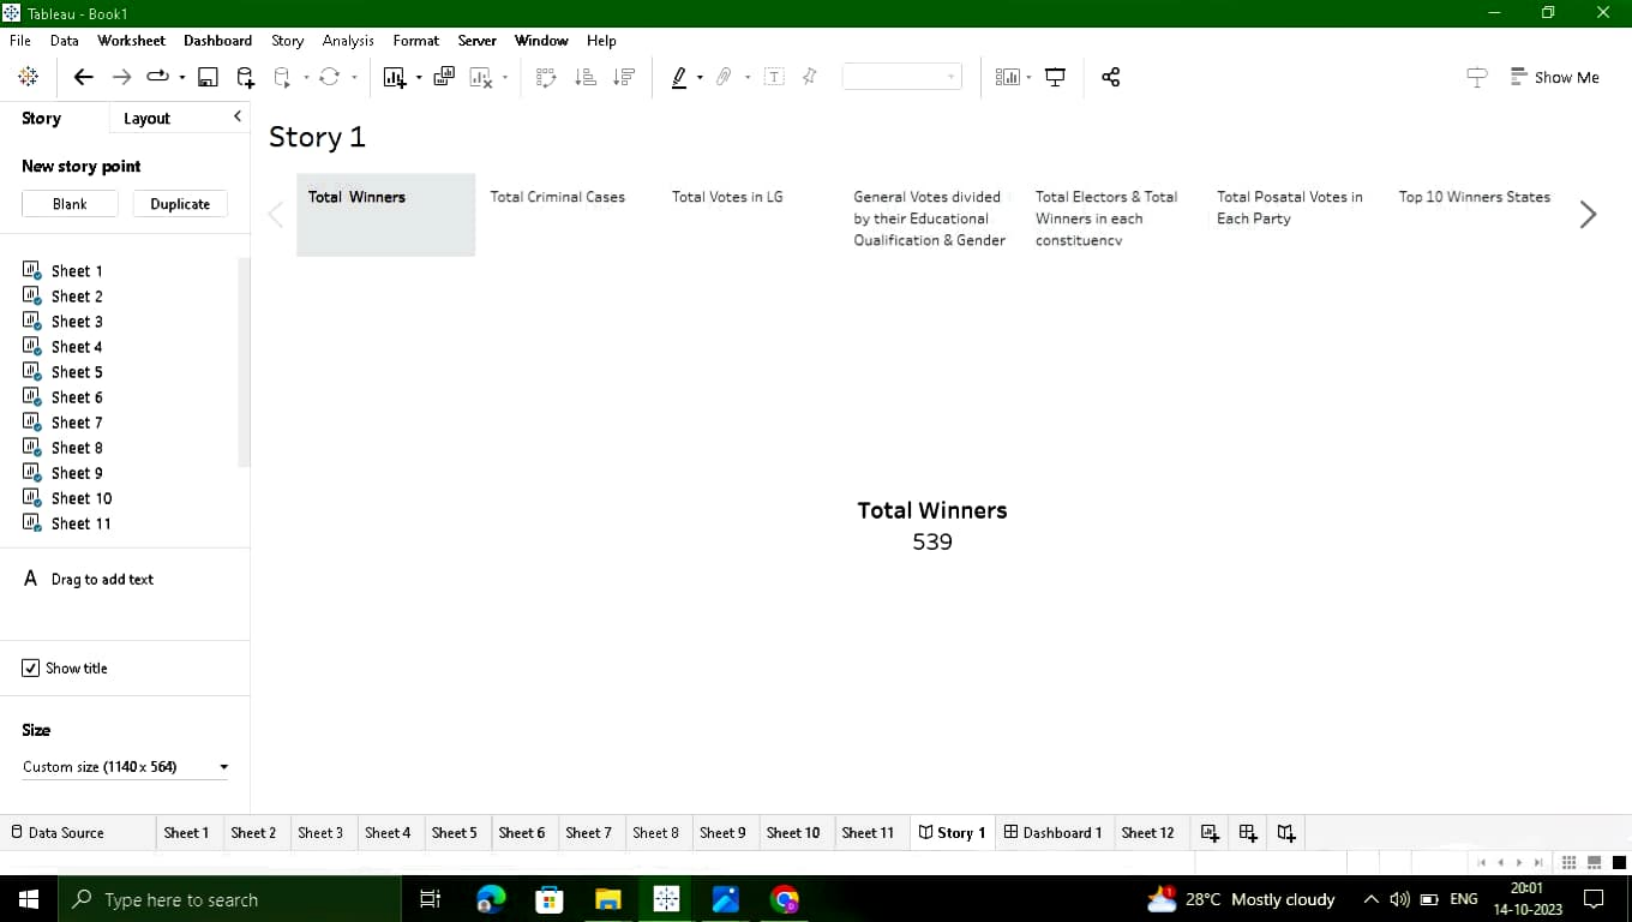 Tableau - Book1
File Data Worksheet Dashboard Story Analysis Format Server Window Help
Show Me
Story Layout
New story point
Blank Duplicate
Sheet 1
Sheet 2
Sheet 3
Sheet 4
Sheet 5
Sheet 6
Sheet 7
Sheet 8
Sheet 9
Sheet 10
Sheet 11
A Drag to add text
Show title
Size
Custom size (1140 x 564)
Story 1
Total Winners
Total Criminal Cases
Total Votes in LG
General Votes divided
by their Educational
Qualification & Gender
Total Electors & Total
Winners in each
constituency
Total Posatal Votes in
Each Party
Top 10 Winners States
Total Winners
539
Data Source Sheet 1 Sheet 2 Sheet 3 Sheet 4 Sheet 5 Sheet 6 Sheet 7 Sheet 8 Sheet 9 Sheet 10 Sheet 11 Story 1 Dashboard 1 Sheet 12
Type here to search
1
28°C Mostly cloudy
ENG
20:01
14-10-2023